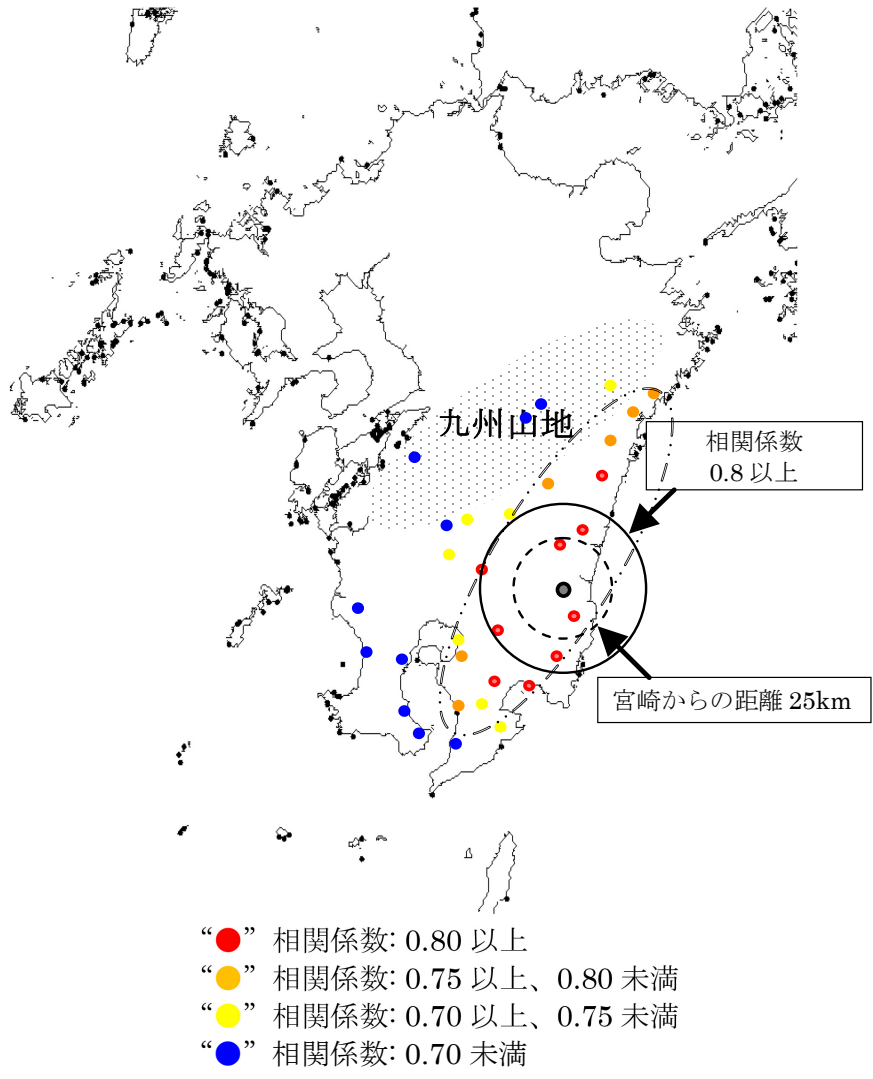 九州山地
相関係数
0.8 以上
宮崎からの距離 25km
“●”相関係数: 0.80 以上
“●”相関係数: 0.75 以上、0.80 未満
“●”相関係数: 0.70 以上、0.75 未満
“●”相関係数: 0.70 未満